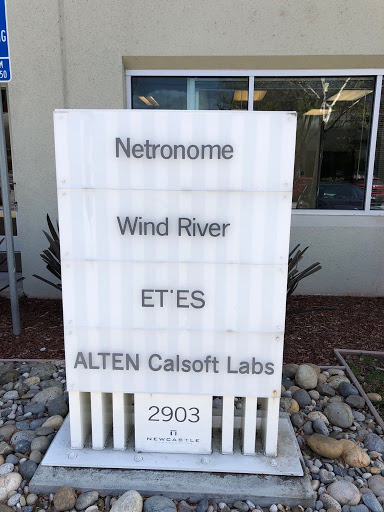 Netronome
Wind River
ET'ES
ALTEN Calsoft Labs
2903
NEWCASTLE